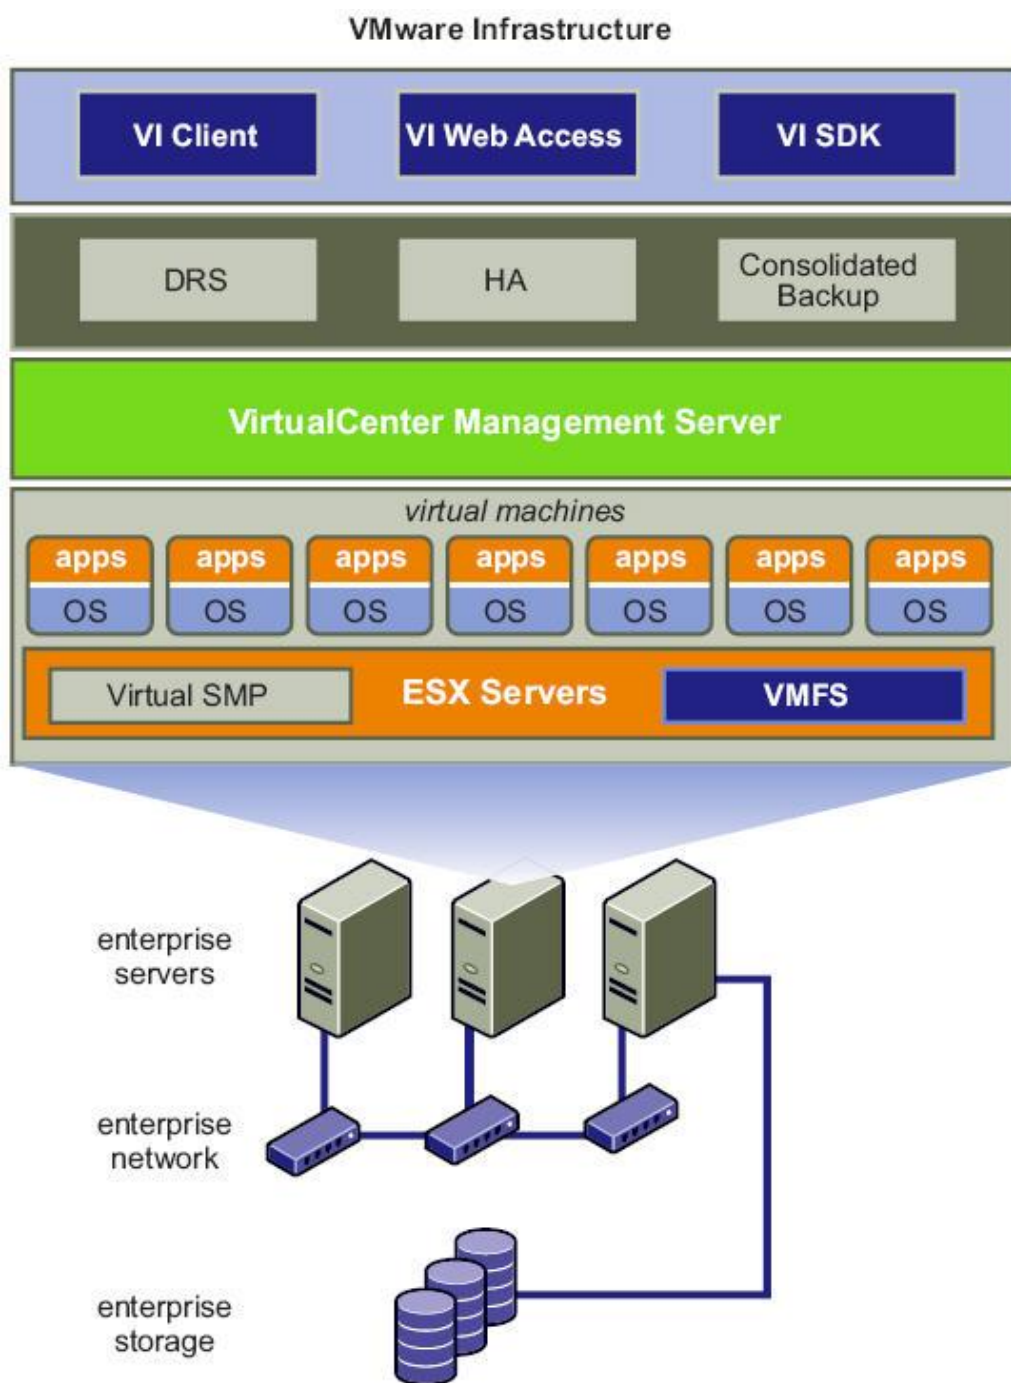 VMware Infrastructure
VI Client
VI Web Access
VI SDK
DRS
HA
Consolidated
Backup
VirtualCenter Management Server
virtual machines
apps
apps
apps
apps
apps
apps
apps
OS
OS
OS
OS
OS
OS
OS
Virtual SMP
ESX Servers
VMFS
enterprise
servers
enterprise
network
enterprise
storage